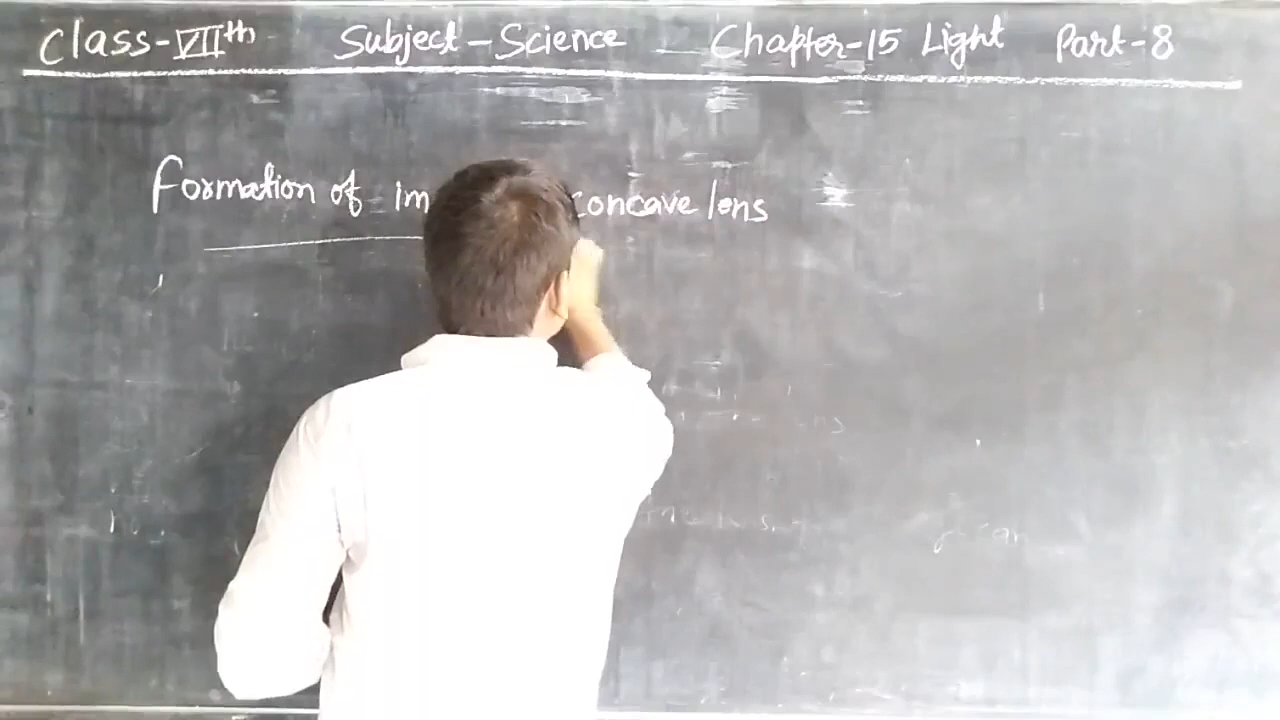 Class-VIIth Subject-Science Chapter-15 Light Part-8
Formation of im concave lens